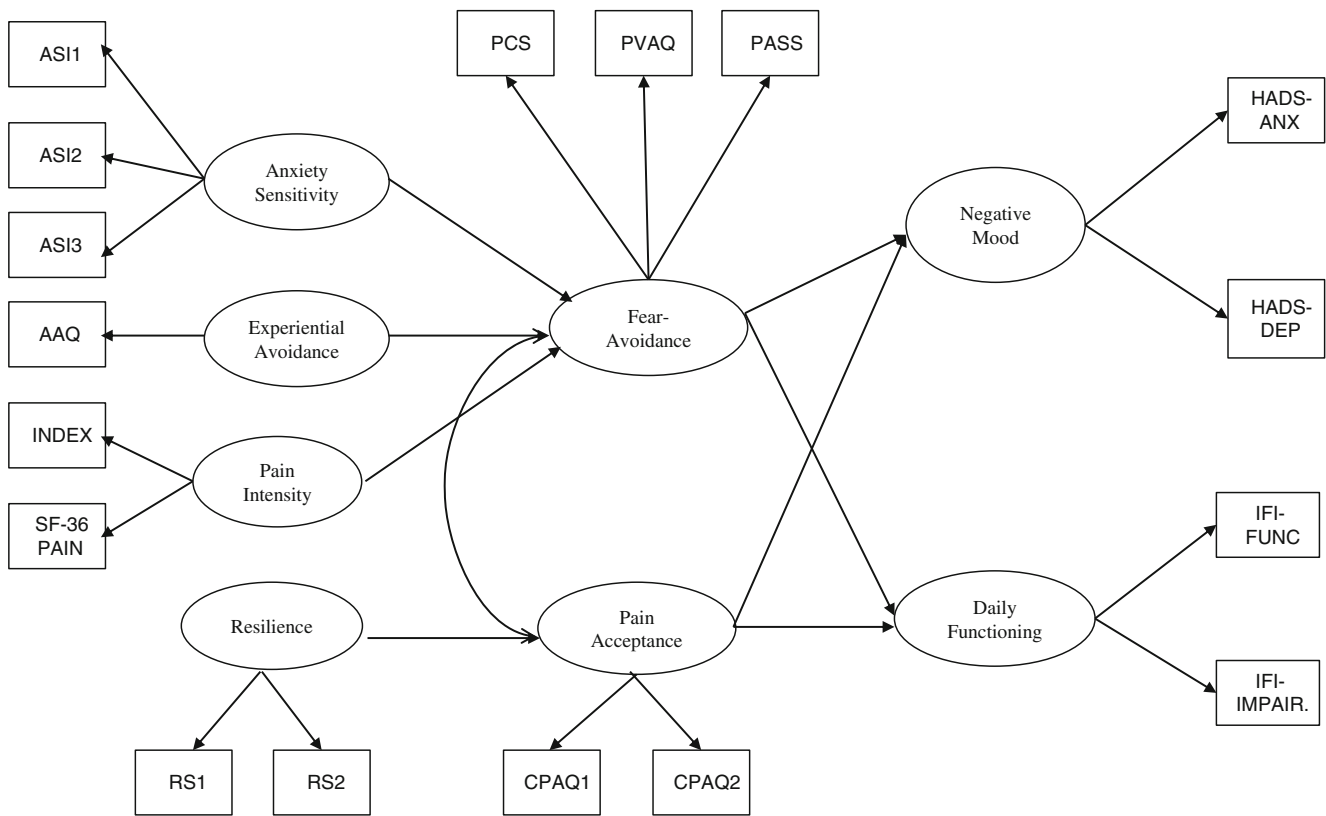 ASI1
PCS
PVAQ
PASS
HADS-
ANX
ASI2
Anxiety
Sensitivity
Negative
Mood
ASI3
AAQ
Experiential
Avoidance
Fear-
Avoidance
HADS-
DEP
INDEX
Pain
Intensity
SF-36
PAIN
IFI-
FUNC
Resilience
Pain
Acceptance
Daily
Functioning
IFI-
IMPAIR.
RS1
RS2
CPAQ1
CPAQ2